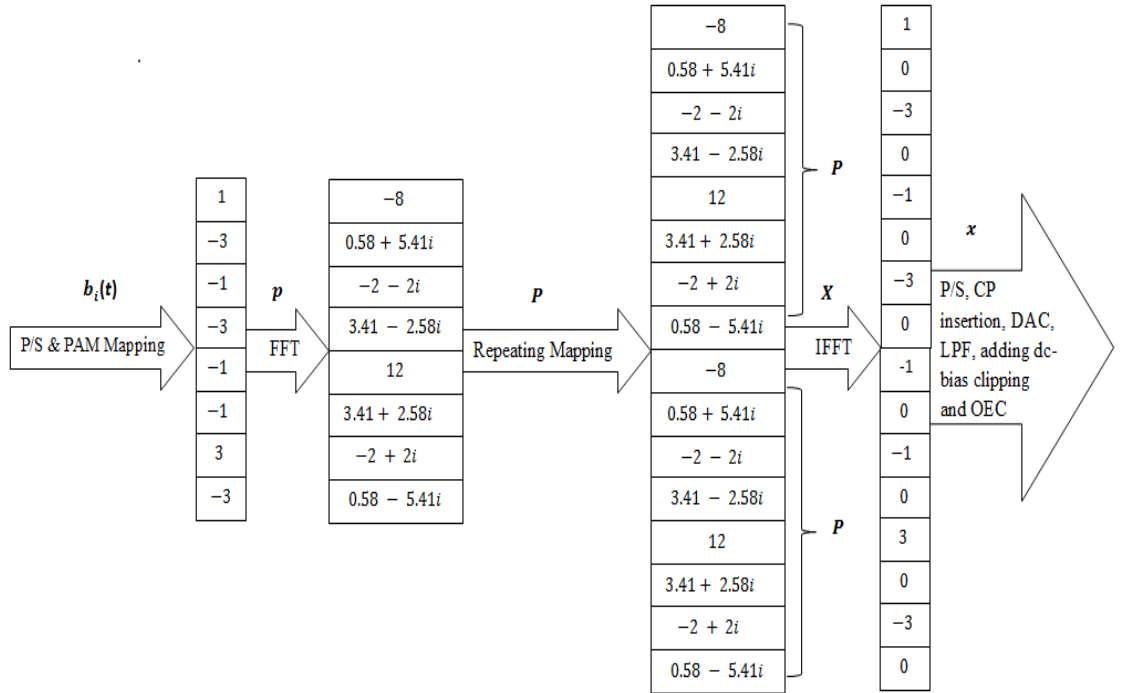 b_i(t)
P/S & PAM Mapping
1
−3
−1
−3
−1
−1
3
−3
p
FFT
−8
0.58 + 5.41i
−2 − 2i
3.41 − 2.58i
12
3.41 + 2.58i
−2 + 2i
0.58 − 5.41i
P
Repeating Mapping
−8
0.58 + 5.41i
−2 − 2i
3.41 − 2.58i
12
3.41 + 2.58i
−2 + 2i
0.58 − 5.41i
−8
0.58 + 5.41i
−2 − 2i
3.41 − 2.58i
12
3.41 + 2.58i
−2 + 2i
0.58 − 5.41i
P
P
X
IFFT
1
0
−3
0
−1
0
−3
0
-1
0
−1
0
3
0
−3
0
x
P/S, CP
insertion, DAC,
LPF, adding dc-
bias clipping
and OEC